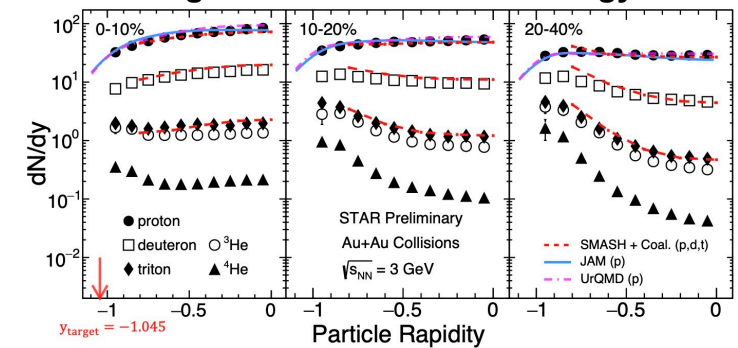 0-10%
10-20%
20-40%
dN/dy
10²
10¹
10⁰
10⁻¹
10⁻²
proton
deuteron
³He
triton
⁴He
STAR Preliminary
Au+Au Collisions
√sNN = 3 GeV
SMASH + Coal. (p,d,t)
JAM (p)
UrQMD (p)
−1
−0.5
0
−1
−0.5
0
−1
−0.5
0
ytarget = −1.045
Particle Rapidity